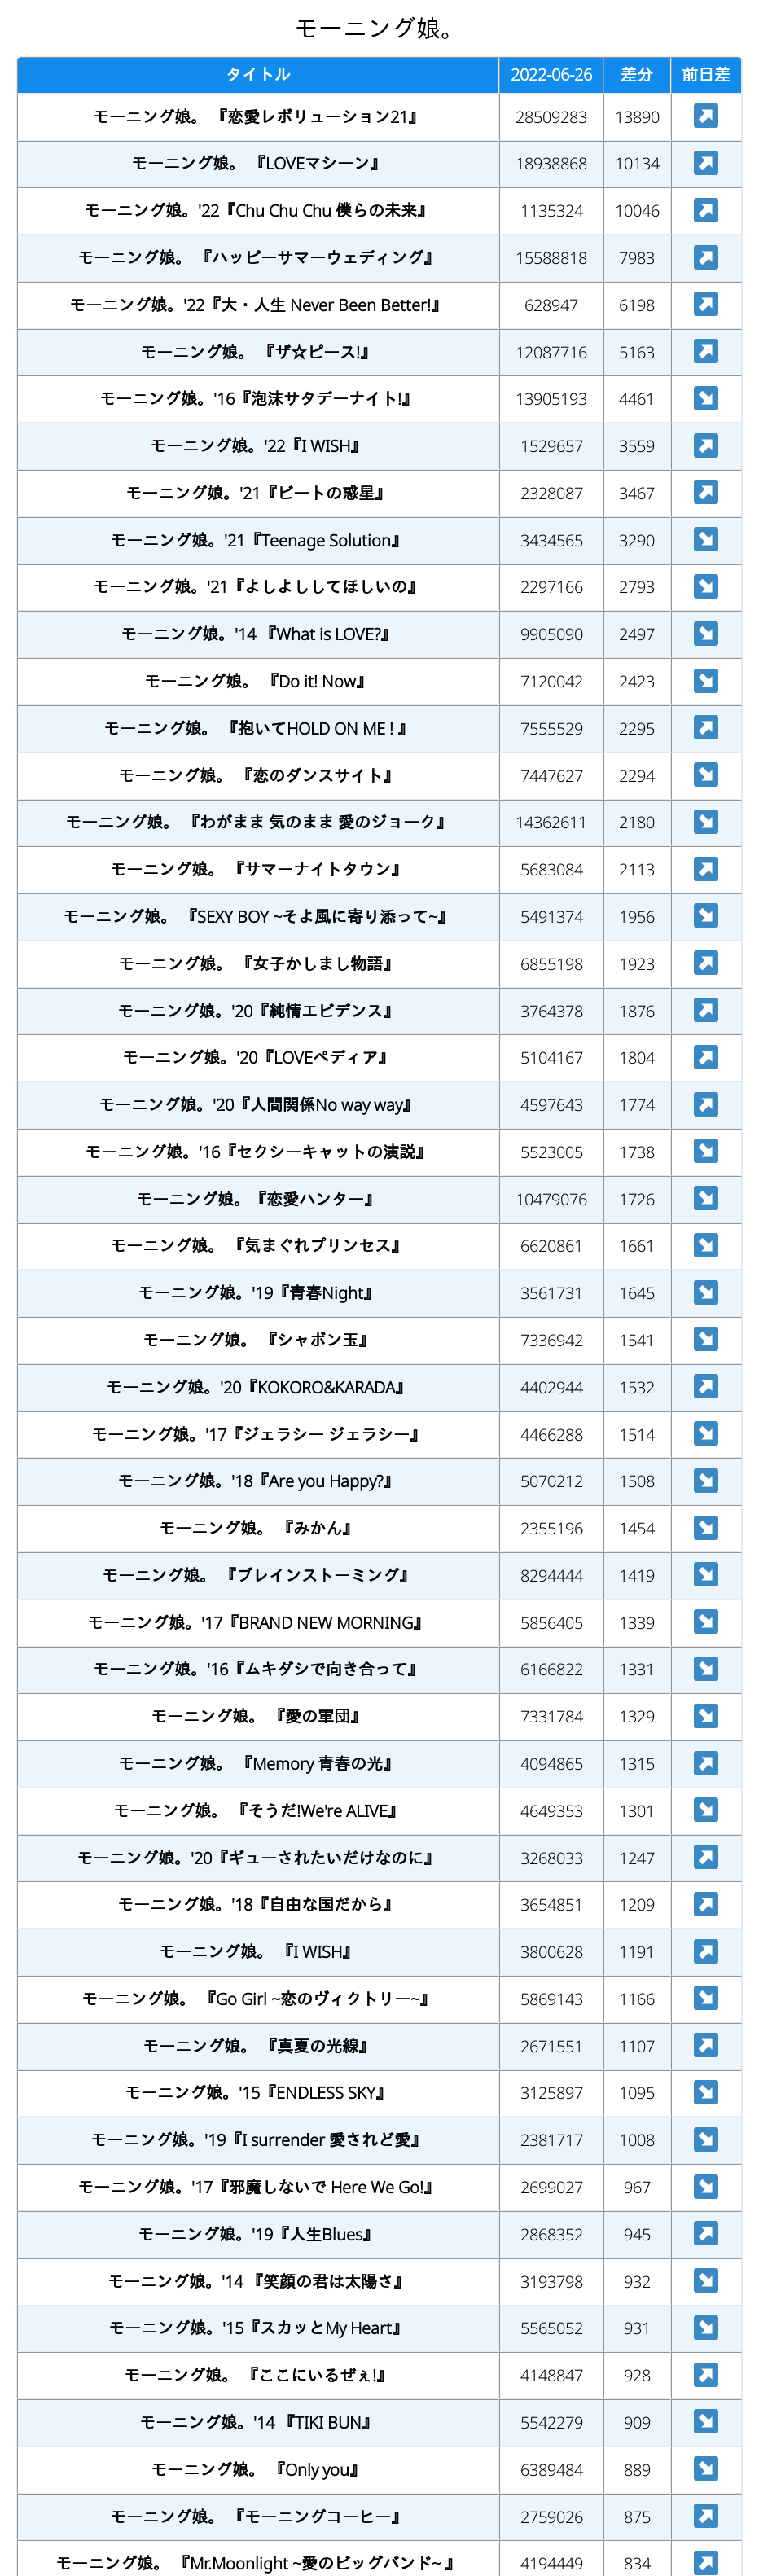 モーニング娘。
タイトル 2022-06-26 差分 前日差
モーニング娘。 『恋愛レボリューション21』 28509283 13890
モーニング娘。 『LOVEマシーン』 18938868 10134
モーニング娘。'22『Chu Chu Chu 僕らの未来』 1135324 10046
モーニング娘。 『ハッピーサマーウェディング』 15588818 7983
モーニング娘。'22『大・人生 Never Been Better!』 628947 6198
モーニング娘。 『ザ☆ピース!』 12087716 5163
モーニング娘。'16『泡沫サタデーナイト!』 13905193 4461
モーニング娘。'22『I WISH』 1529657 3559
モーニング娘。'21『ビートの惑星』 2328087 3467
モーニング娘。'21『Teenage Solution』 3434565 3290
モーニング娘。'21『よしよししてほしいの』 2297166 2793
モーニング娘。'14 『What is LOVE?』 9905090 2497
モーニング娘。 『Do it! Now』 7120042 2423
モーニング娘。 『抱いてHOLD ON ME ! 』 7555529 2295
モーニング娘。 『恋のダンスサイト』 7447627 2294
モーニング娘。 『わがまま 気のまま 愛のジョーク』 14362611 2180
モーニング娘。 『サマーナイトタウン』 5683084 2113
モーニング娘。 『SEXY BOY ~そよ風に寄り添って~』 5491374 1956
モーニング娘。 『女子かしまし物語』 6855198 1923
モーニング娘。'20『純情エビデンス』 3764378 1876
モーニング娘。'20『LOVEペディア』 5104167 1804
モーニング娘。'20『人間関係No way way』 4597643 1774
モーニング娘。'16『セクシーキャットの演説』 5523005 1738
モーニング娘。『恋愛ハンター』 10479076 1726
モーニング娘。 『気まぐれプリンセス』 6620861 1661
モーニング娘。'19『青春Night』 3561731 1645
モーニング娘。 『シャボン玉』 7336942 1541
モーニング娘。'20『KOKORO&KARADA』 4402944 1532
モーニング娘。'17『ジェラシー ジェラシー』 4466288 1514
モーニング娘。'18『Are you Happy?』 5070212 1508
モーニング娘。 『みかん』 2355196 1454
モーニング娘。 『ブレインストーミング』 8294444 1419
モーニング娘。'17『BRAND NEW MORNING』 5856405 1339
モーニング娘。'16『ムキダシで向き合って』 6166822 1331
モーニング娘。 『愛の軍団』 7331784 1329
モーニング娘。 『Memory 青春の光』 4094865 1315
モーニング娘。 『そうだ!We're ALIVE』 4649353 1301
モーニング娘。'20『ギューされたいだけなのに』 3268033 1247
モーニング娘。'18『自由な国だから』 3654851 1209
モーニング娘。 『I WISH』 3800628 1191
モーニング娘。 『Go Girl ~恋のヴィクトリー~』 5869143 1166
モーニング娘。 『真夏の光線』 2671551 1107
モーニング娘。'15『ENDLESS SKY』 3125897 1095
モーニング娘。'19『I surrender 愛されど愛』 2381717 1008
モーニング娘。'17『邪魔しないで Here We Go!』 2699027 967
モーニング娘。'19『人生Blues』 2868352 945
モーニング娘。'14 『笑顔の君は太陽さ』 3193798 932
モーニング娘。'15『スカッとMy Heart』 5565052 931
モーニング娘。 『ここにいるぜぇ!』 4148847 928
モーニング娘。'14 『TIKI BUN』 5542279 909
モーニング娘。 『Only you』 6389484 889
モーニング娘。 『モーニングコーヒー』 2759026 875
モーニング娘。 『Mr.Moonlight ~愛のビッグバンド~ 』 4194449 834